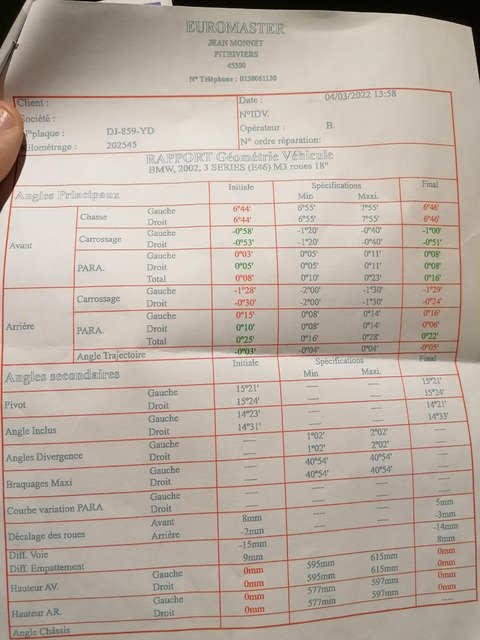 EUROMASTER
JEAN MONNET
PITHIVIERS
45300
N° Téléphone : 0238061130
Client : Date : 04/03/2022 13:58
Société : N°IDV.
N°plaque : DJ-859-YD Opérateur : B.
Kilométrage : 202545 N° ordre réparation:
RAPPORT Géométrie Véhicule
BMW, 2002, 3 SERIES (E46) M3 roues 18"
Angles Principaux Initiale Spécifications Final
Min Maxi.
Avant Chasse Gauche 6°44' 6°55' 7°55' 6°46'
Droit 6°44' 6°55' 7°55' 6°46'
Carrossage Gauche -0°58' -1°20' -0°40' -1°00'
Droit -0°53' -1°20' -0°40' -0°51'
PARA. Gauche 0°03' 0°05' 0°11' 0°08'
Droit 0°05' 0°05' 0°11' 0°08'
Total 0°08' 0°10' 0°23' 0°16'
Arrière Carrossage Gauche -1°28' -2°00' -1°30' -1°29'
Droit -0°30' -2°00' -1°30' -0°24'
PARA. Gauche 0°15' 0°08' 0°14' 0°16'
Droit 0°10' 0°08' 0°14' 0°06'
Total 0°25' 0°16' 0°28' 0°22'
Angle Trajectoire -0°03' -0°04' 0°04' -0°05'
Angles secondaires Initiale Spécifications Final
Min Maxi.
Pivot Gauche 15°21' ---- ---- 15°21'
Droit 15°24' ---- ---- 15°24'
Angle Inclus Gauche 14°23' ---- ---- 14°21'
Droit 14°31' ---- ---- 14°33'
Angles Divergence Gauche ---- 1°02' 2°02' ----
Droit ---- 1°02' 2°02' ----
Braquages Maxi Gauche ---- 40°54' 40°54' ----
Droit ---- 40°54' 40°54' ----
Courbe variation PARA Gauche ---- ---- ---- ----
Droit ---- ---- ---- ----
Décalage des roues Avant 8mm ---- ---- 5mm
Arrière -2mm ---- ---- -3mm
Diff. Voie -15mm -14mm
Diff. Empattement 9mm 8mm
Hauteur AV. Gauche 0mm 595mm 615mm 0mm
Droit 0mm 595mm 615mm 0mm
Hauteur AR. Gauche 0mm 577mm 597mm 0mm
Droit 0mm 577mm 597mm 0mm
Angle Châssis